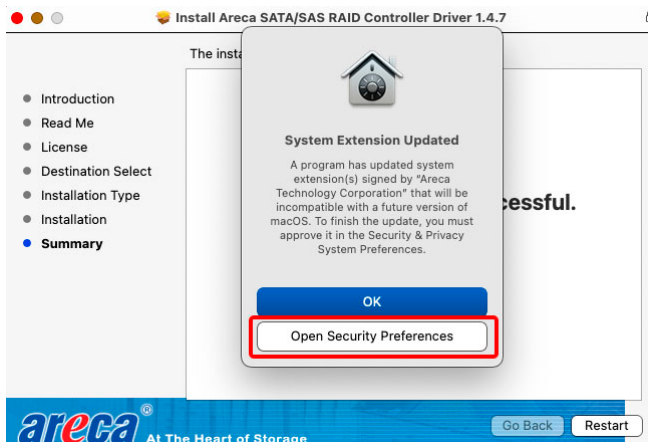 Install Areca SATA/SAS RAID Controller Driver 1.4.7
The insta
Introduction
Read Me
License
Destination Select
Installation Type
Installation
Summary
System Extension Updated
A program has updated system
extension(s) signed by "Areca
Technology Corporation" that will be
incompatible with a future version of
macOS. To finish the update, you must
approve it in the Security & Privacy
System Preferences.
cessful.
OK
Open Security Preferences
areca®
At The Heart of Storage
Go Back
Restart